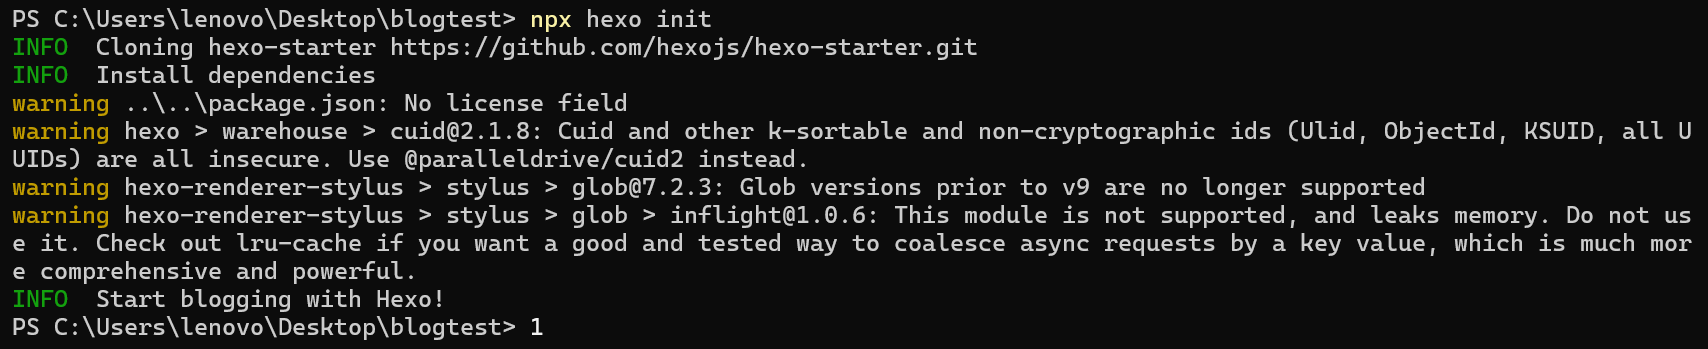 PS C:\Users\lenovo\Desktop\blogtest> npx hexo init
INFO  Cloning hexo-starter https://github.com/hexojs/hexo-starter.git
INFO  Install dependencies
warning ..\..\package.json: No license field
warning hexo > warehouse > cuid@2.1.8: Cuid and other k-sortable and non-cryptographic ids (Ulid, ObjectId, KSUID, all U
UIDs) are all insecure. Use @paralleldrive/cuid2 instead.
warning hexo-renderer-stylus > stylus > glob@7.2.3: Glob versions prior to v9 are no longer supported
warning hexo-renderer-stylus > stylus > glob > inflight@1.0.6: This module is not supported, and leaks memory. Do not us
e it. Check out lru-cache if you want a good and tested way to coalesce async requests by a key value, which is much mor
e comprehensive and powerful.
INFO  Start blogging with Hexo!
PS C:\Users\lenovo\Desktop\blogtest> 1